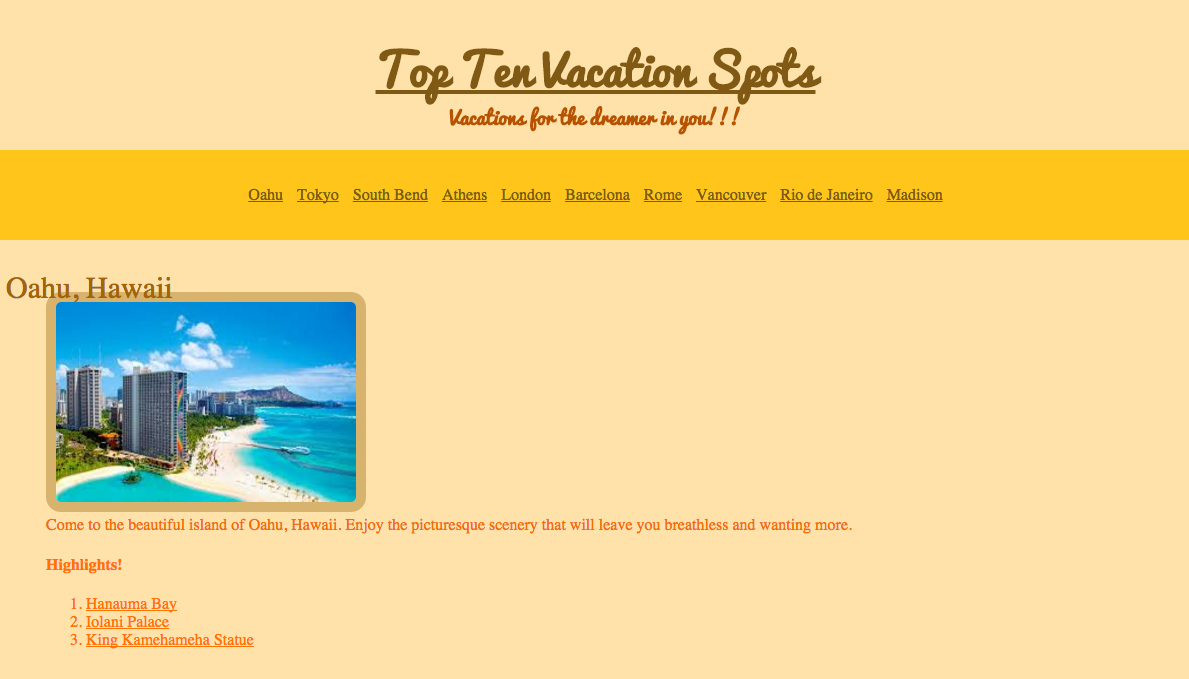 Top Ten Vacation Spots
Vacations for the dreamer in you!!!
Oahu Tokyo South Bend Athens London Barcelona Rome Vancouver Rio de Janeiro Madison
Oahu, Hawaii
Come to the beautiful island of Oahu, Hawaii. Enjoy the picturesque scenery that will leave you breathless and wanting more.
Highlights!
1. Hanauma Bay
2. Iolani Palace
3. King Kamehameha Statue